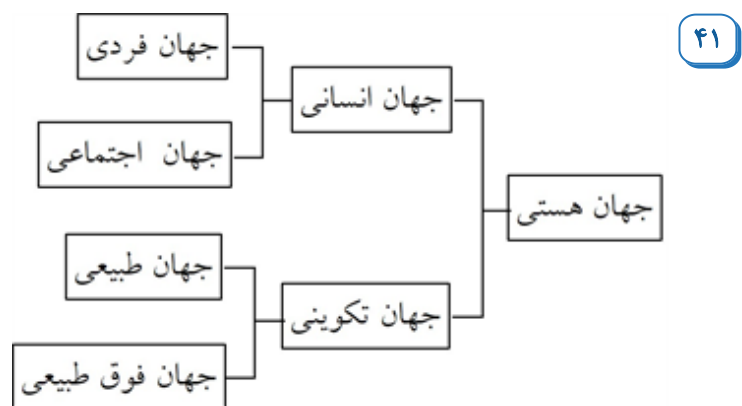 ۴۱
جهان فردی
جهان انسانی
جهان اجتماعی
جهان هستی
جهان طبیعی
جهان تکوینی
جهان فوق طبیعی